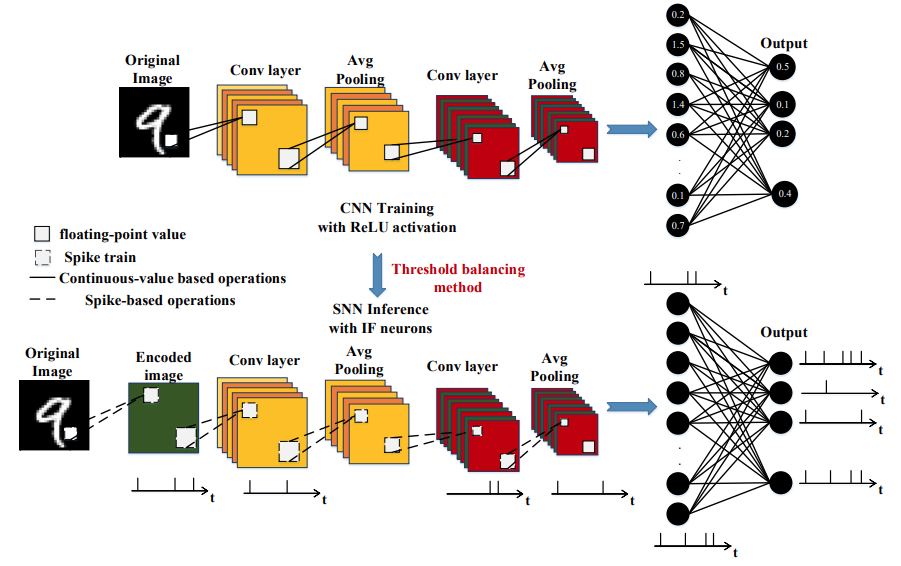 Original
Image
Conv layer
Avg
Pooling
Conv layer
Avg
Pooling
0.2
1.5
0.8
1.4
0.6
0.1
0.7
Output
0.5
0.1
0.2
0.4
CNN Training
with ReLU activation
floating-point value
Spike train
Continuous-value based operations
Spike-based operations
Threshold balancing
method
SNN Inference
with IF neurons
Original
Image
Encoded
image
Conv layer
Avg
Pooling
Conv layer
Avg
Pooling
t
t
t
t
t
Output
t
t
t
t
t